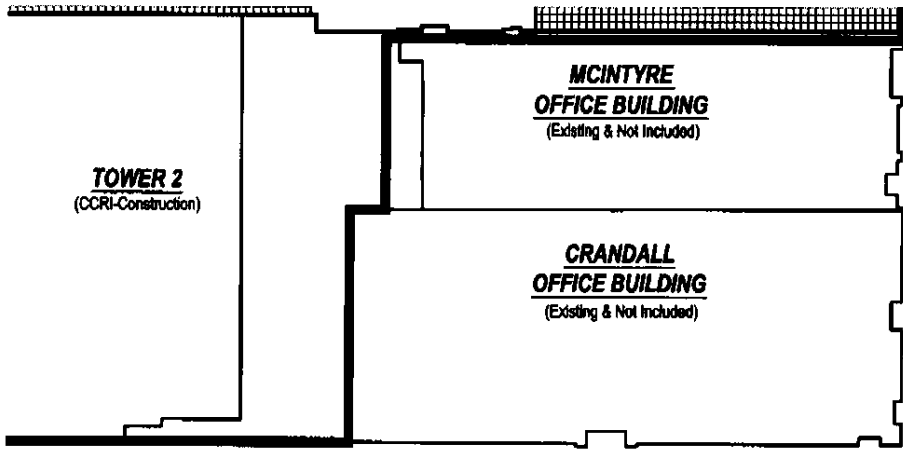 MCINTYRE
OFFICE BUILDING
(Existing & Not Included)
TOWER 2
(CCRI-Construction)
CRANDALL
OFFICE BUILDING
(Existing & Not Included)